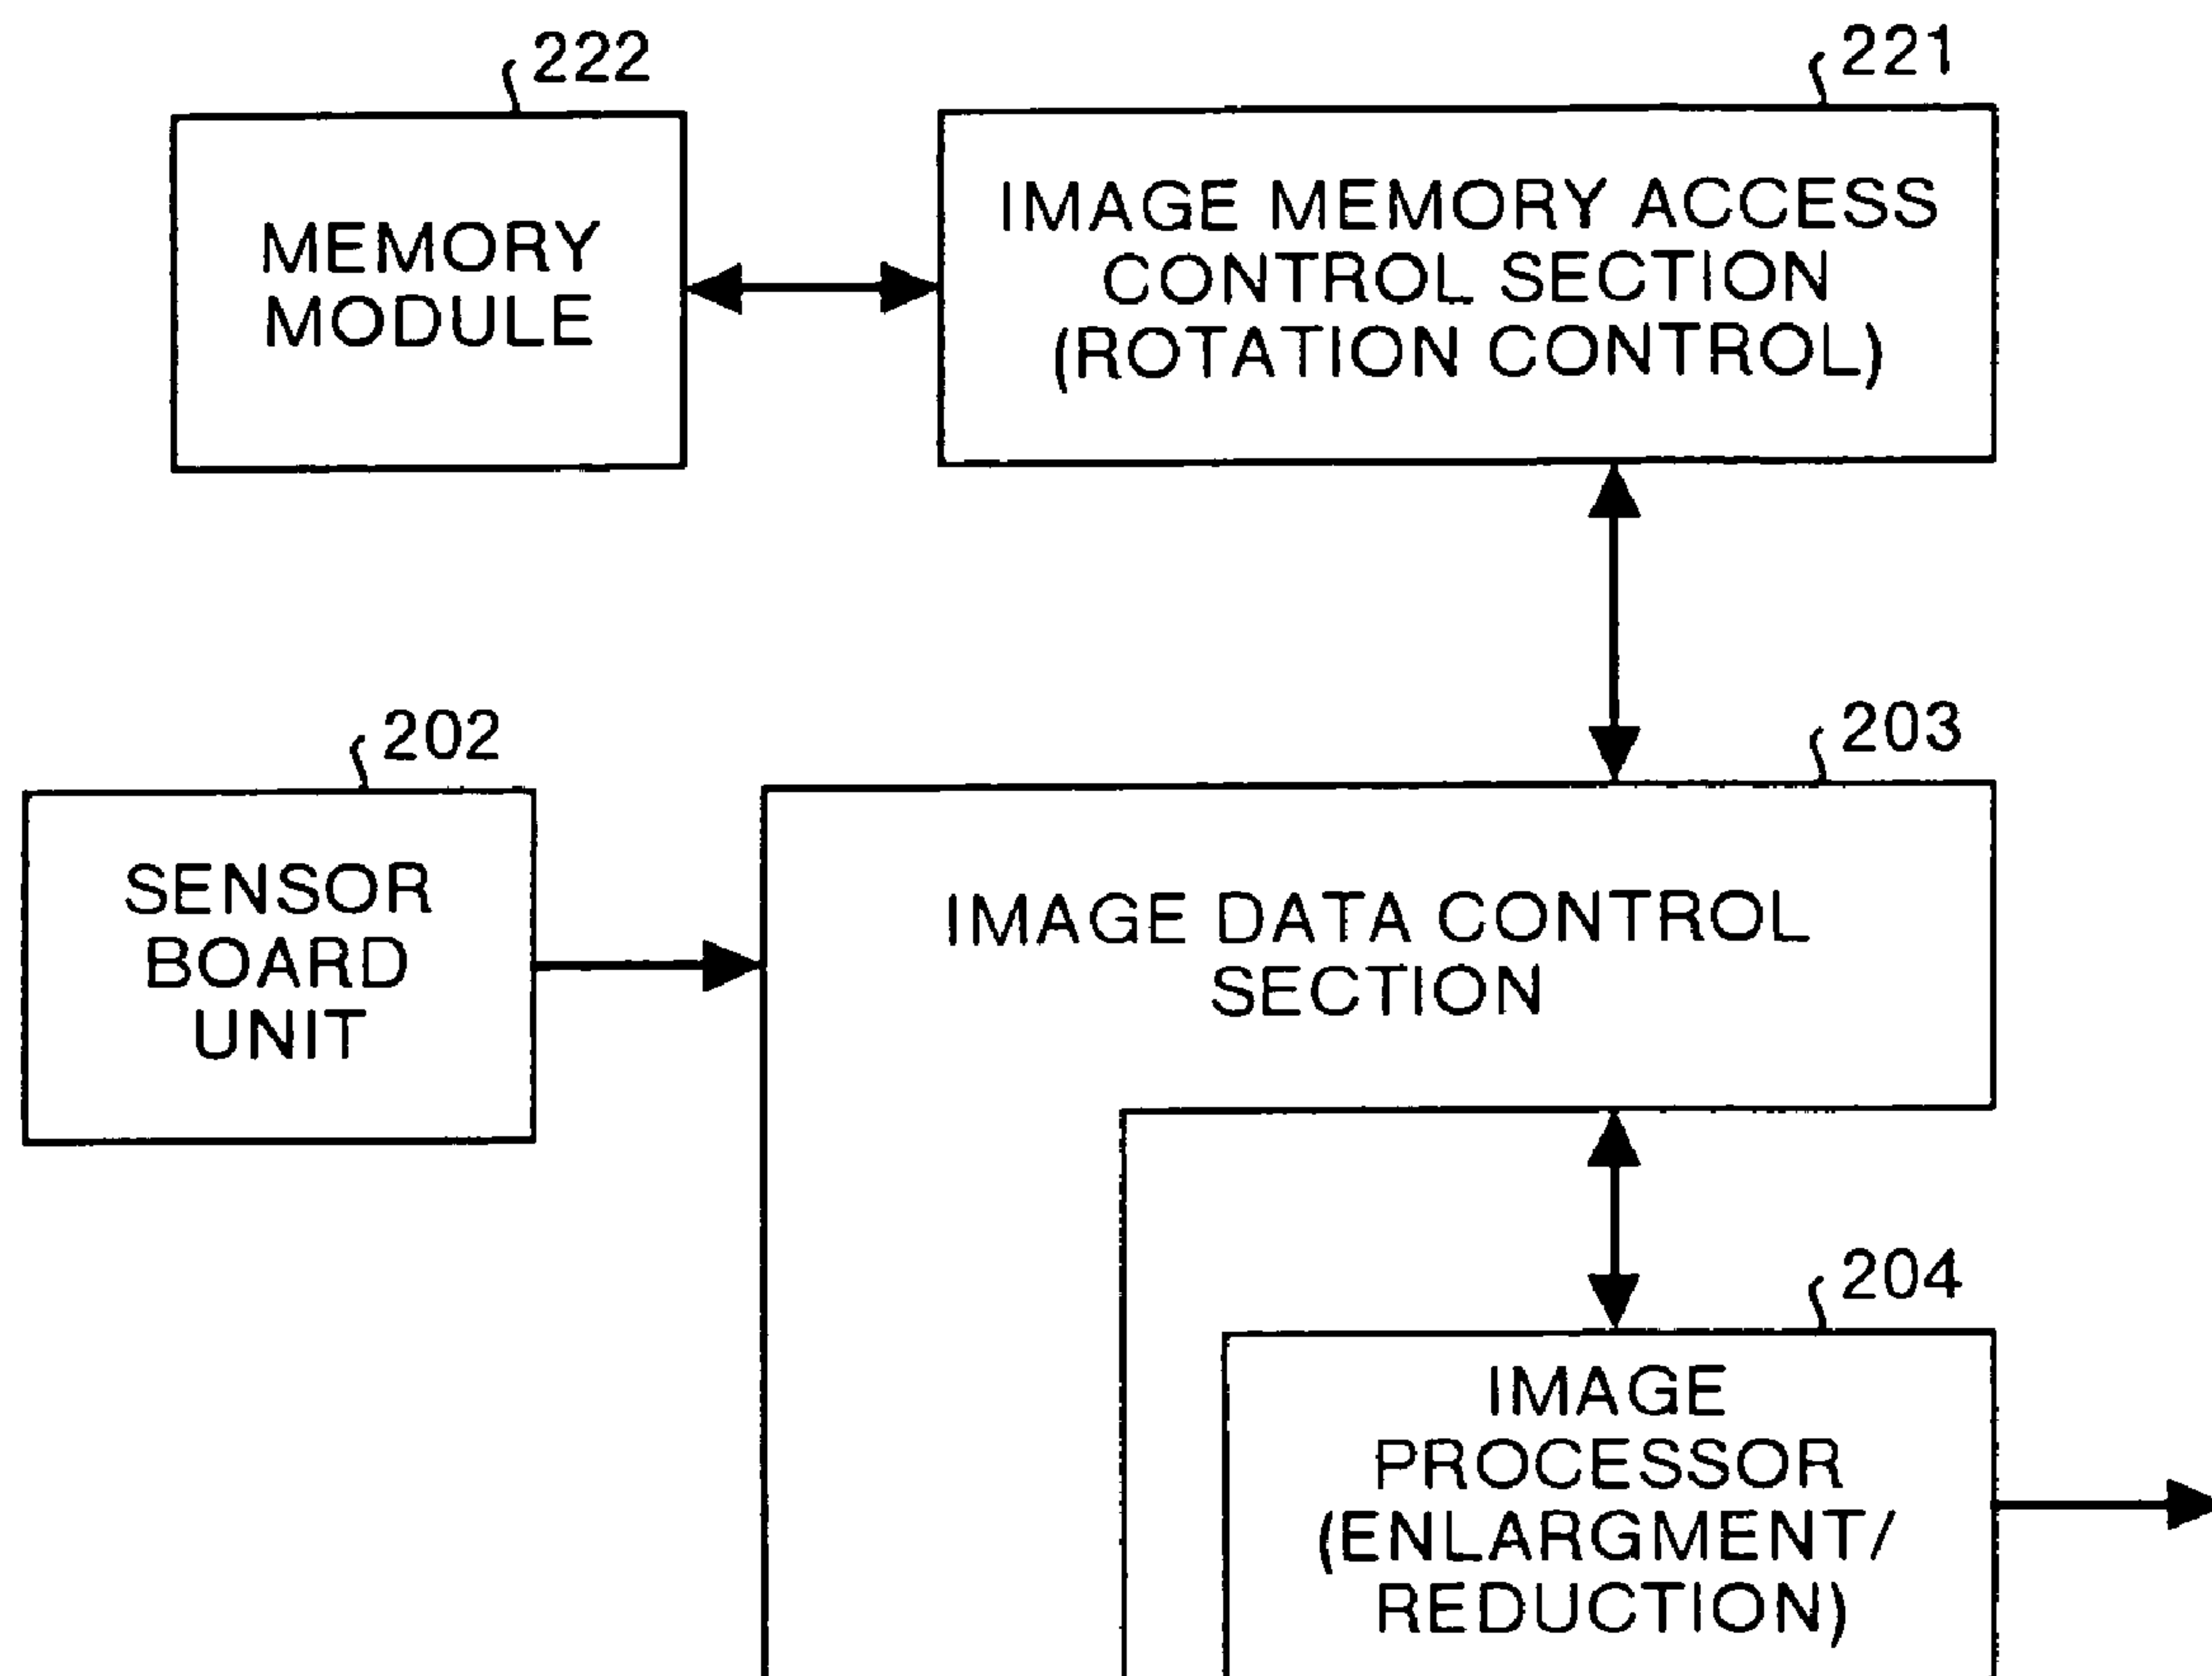 222
MEMORY
MODULE
221
IMAGE MEMORY ACCESS
CONTROL SECTION
(ROTATION CONTROL)
202
SENSOR
BOARD
UNIT
203
IMAGE DATA CONTROL
SECTION
204
IMAGE
PROCESSOR
(ENLARGMENT/
REDUCTION)